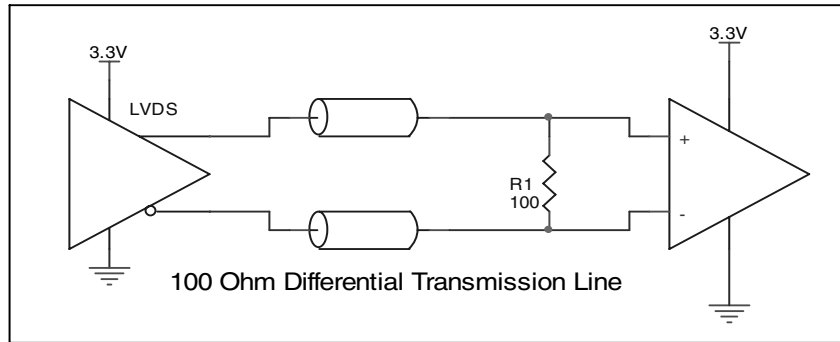 3.3V
3.3V
LVDS
+
R1
100
-
100 Ohm Differential Transmission Line